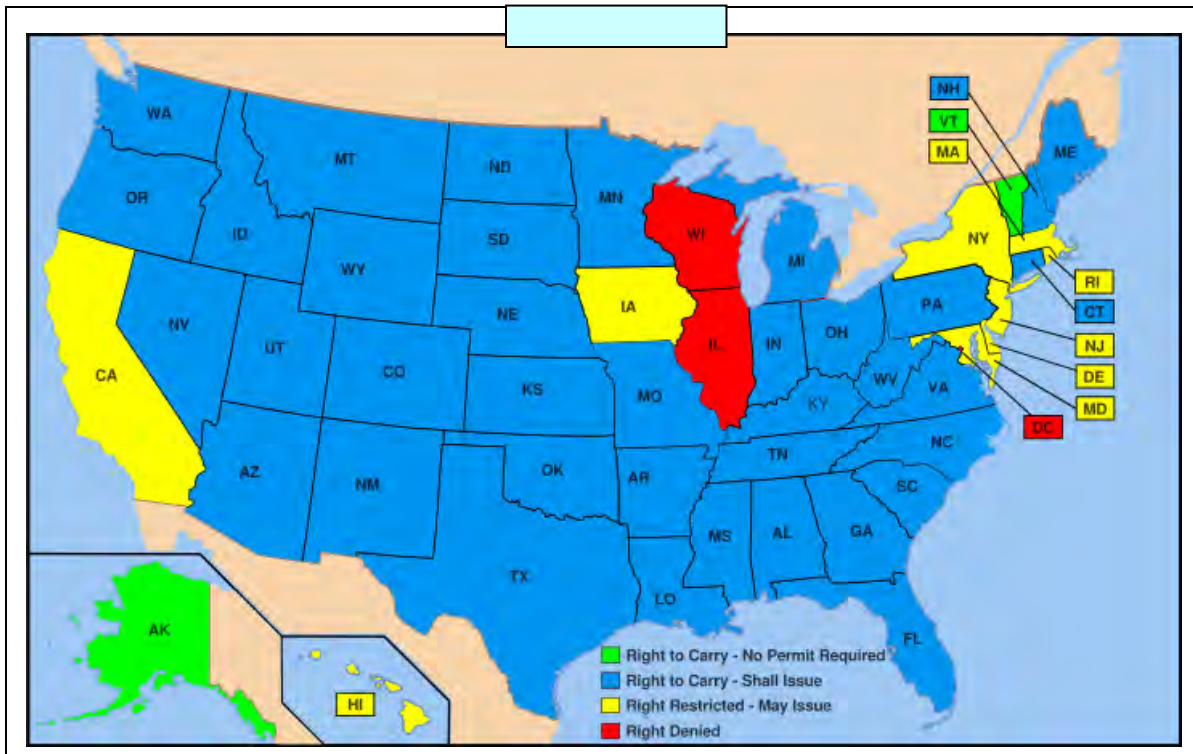 NH
VT
MA
WA
MT
ND
MN
ME
OR
ID
SD
WI
MI
NY
WY
RI
PA
CT
NV
NE
IA
OH
NJ
UT
CO
IL
IN
DE
CA
KS
MO
WV
VA
MD
KY
DC
AZ
NM
OK
AR
TN
NC
SC
MS
AL
GA
TX
LO
FL
AK
HI
Right to Carry - No Permit Required
Right to Carry - Shall Issue
Right Restricted - May Issue
Right Denied